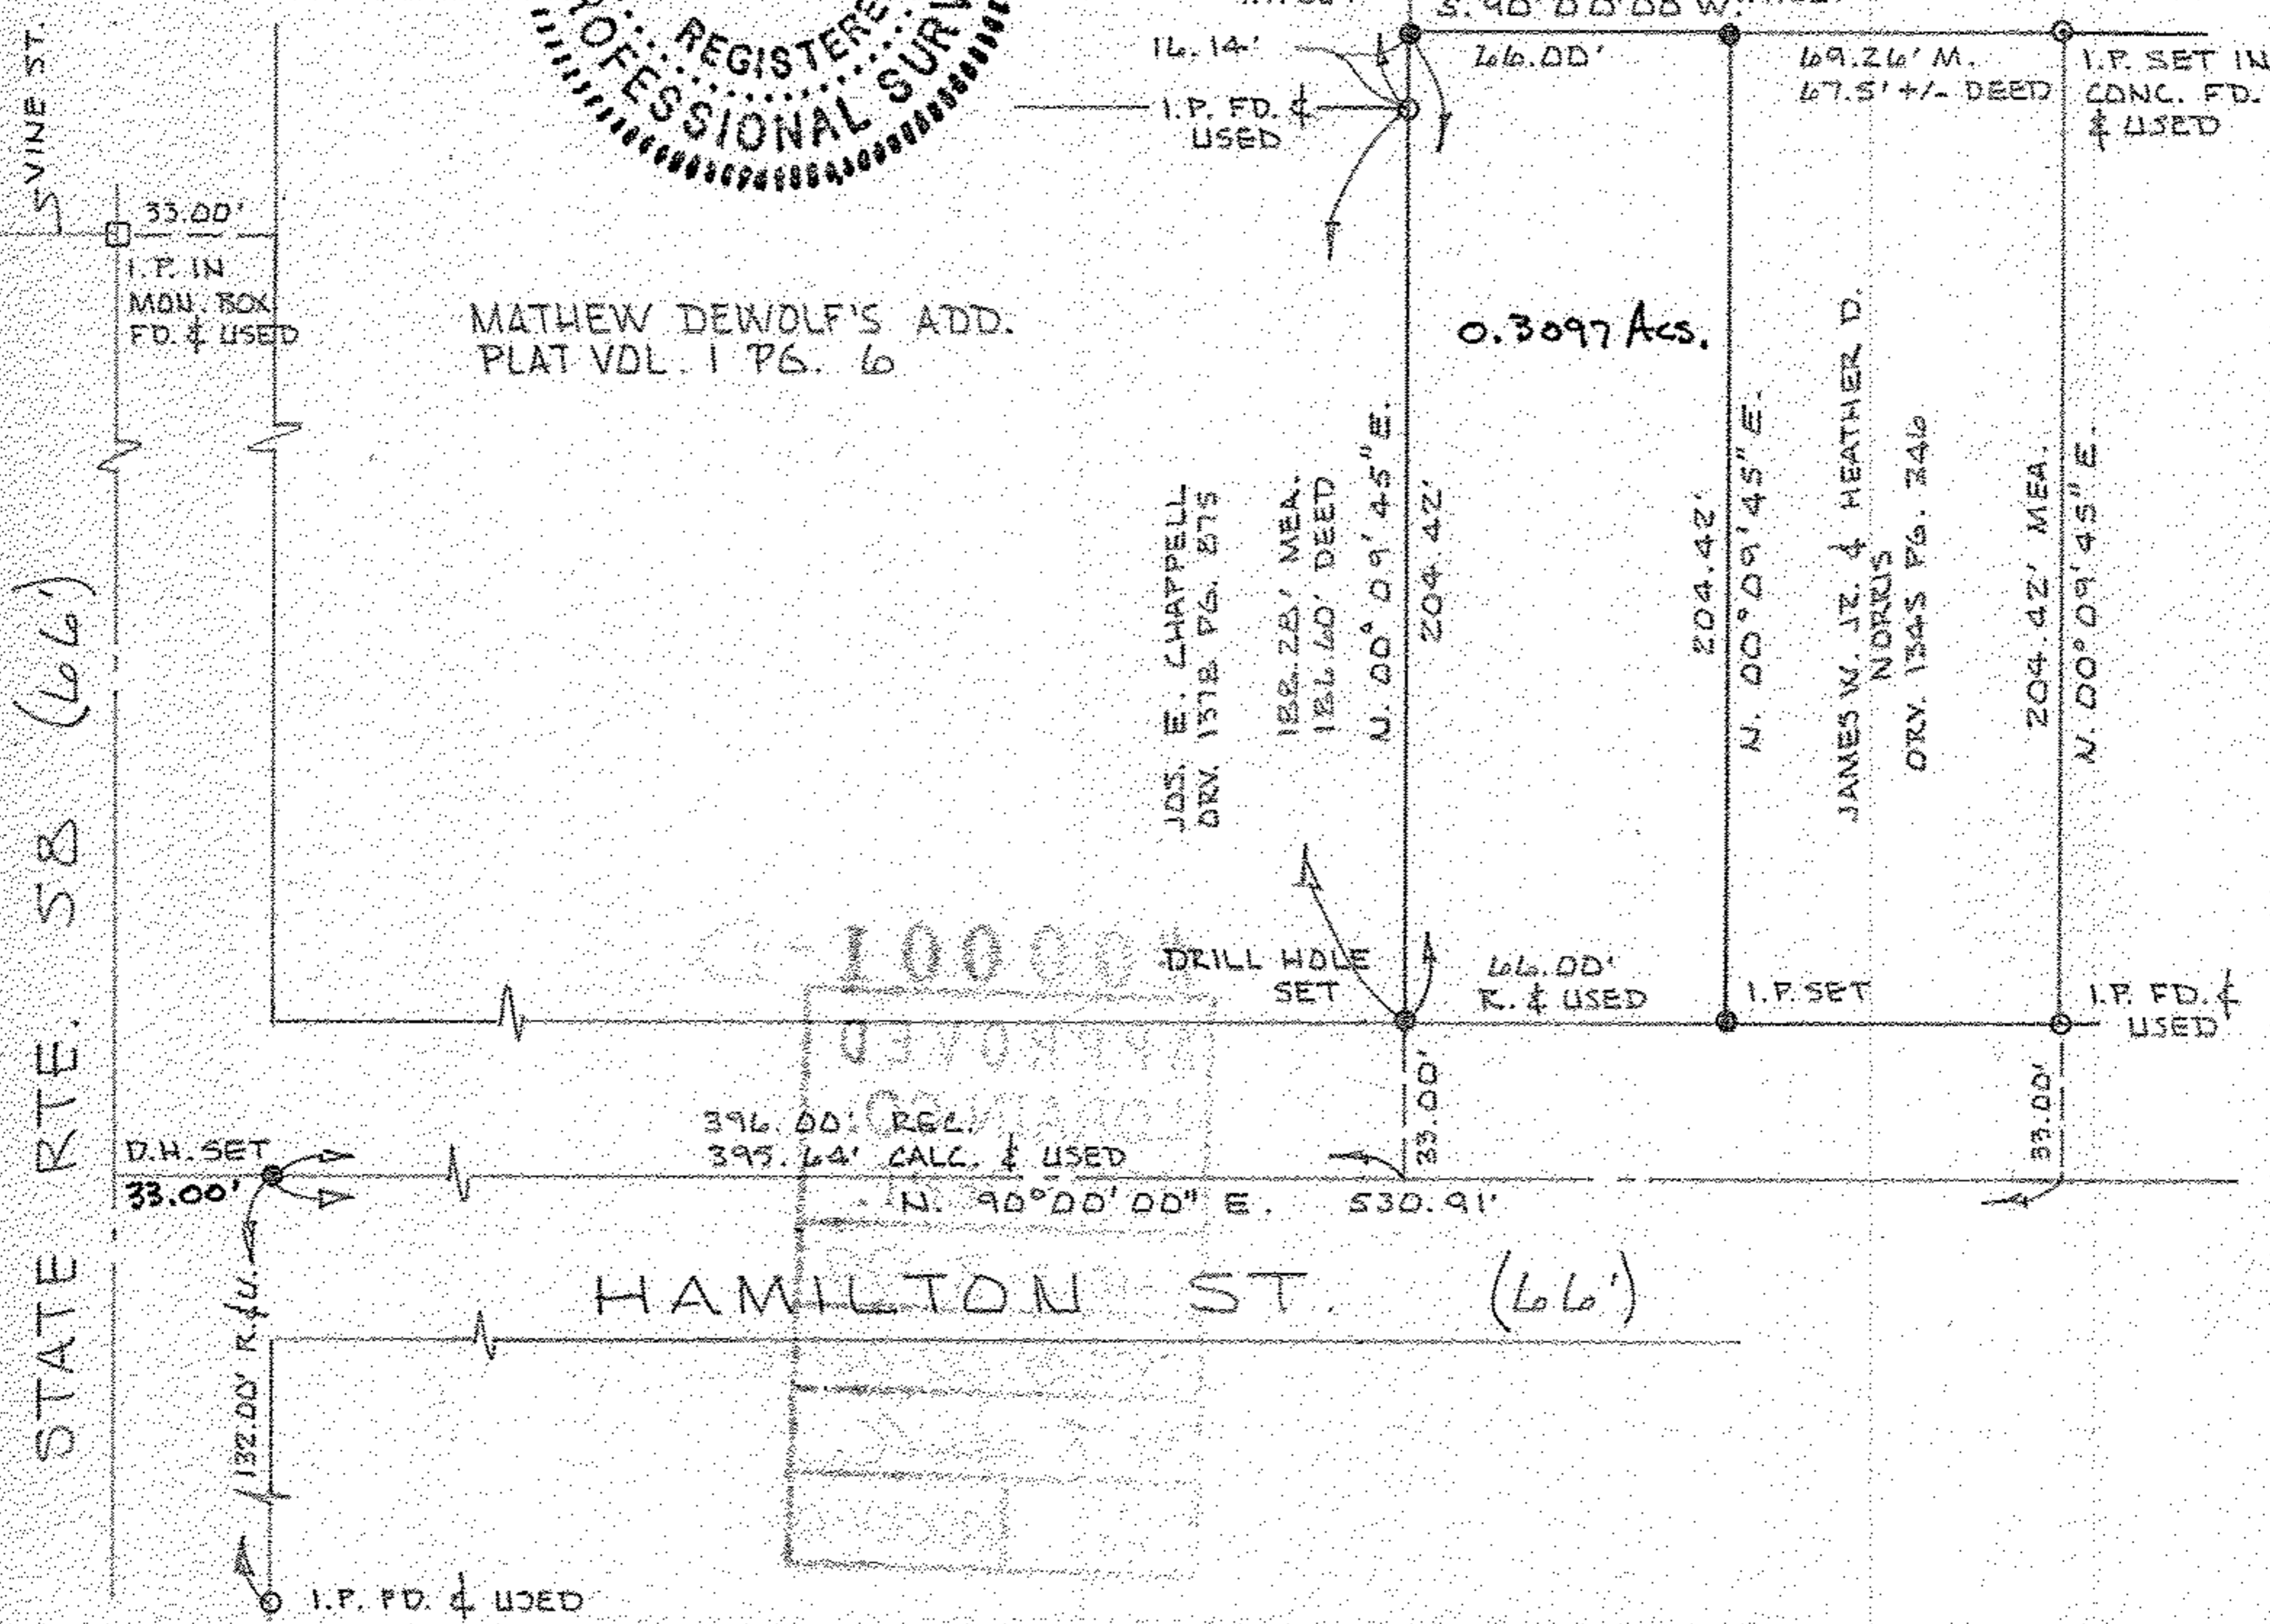 S. 90° 00' 00 W.
REGISTERE
OFESSIONAL SUR
VINE ST.
16.14'
66.00'
69.26' M.
67.5' +/- DEED
I.P. SET IN
CONC. FD.
& USED
I.P. FD. &
USED
33.00'
I.P. IN
MON. BOX
FD. & USED
MATHEW DEWOLF'S ADD.
PLAT VOL. 1 PG. 6
0.3097 Acs.
JOS. E. CHAPPELL
ORV. 1378 PG. 875
188.28' MEA.
186.60' DEED
N. 00° 09' 45" E.
204.42'
204.42'
N. 00° 09' 45" E.
JAMES W. JR. & HEATHER D.
NORRIS
ORV. 1345 PG. 346
204.42' MEA.
N. 00° 09' 45" E.
STATE RTE. 58 (66')
10000
APPROVED
DRILL HOLE
SET
66.00'
R. & USED
I.P. SET
I.P. FD. &
USED
33.00'
33.00'
D.H. SET
33.00'
396.00' REC.
395.64' CALC. & USED
N. 90°00'00" E. 530.91'
HAMILTON ST. (66')
132.00' R.&U.
I.P. FD. & USED